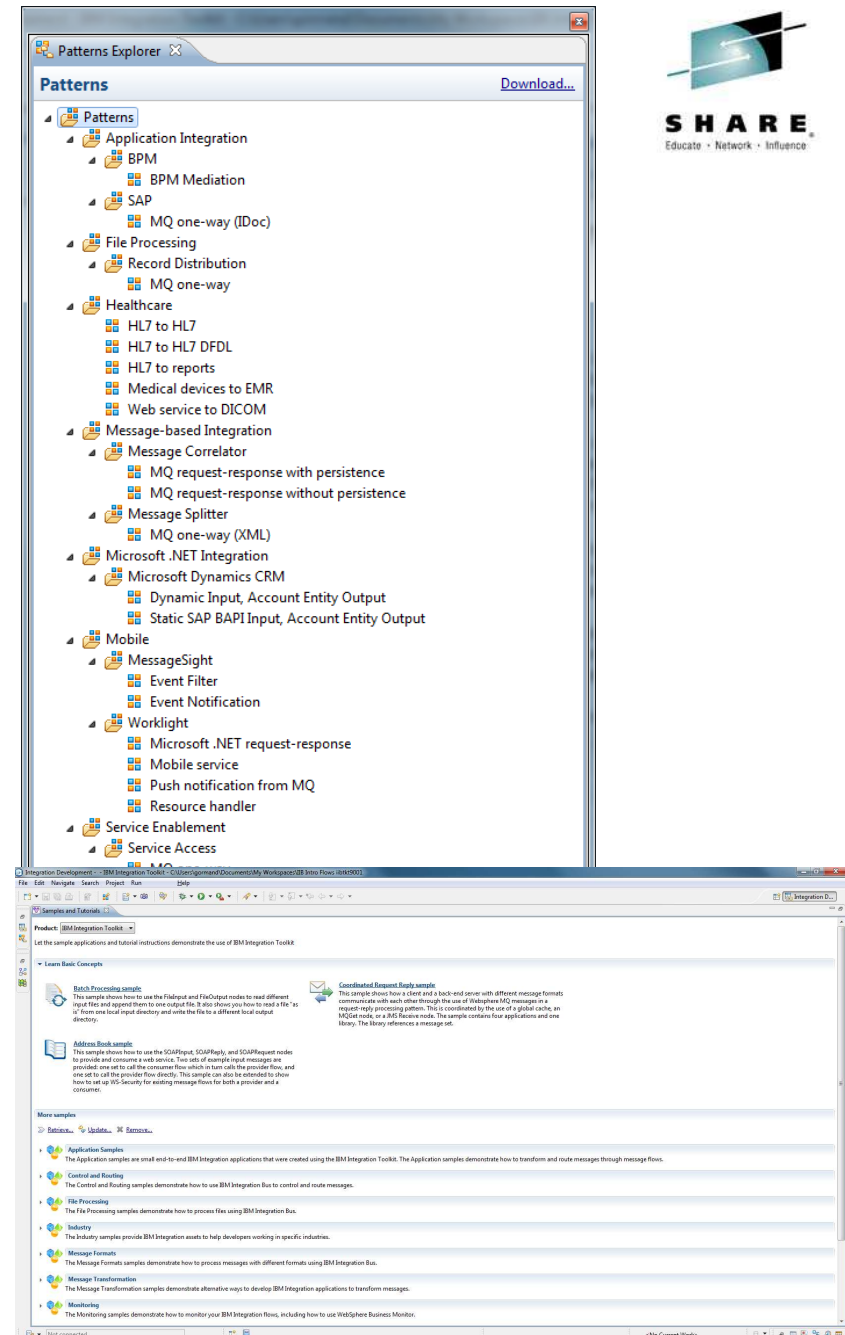 Patterns Explorer
Patterns
Download...
Patterns
Application Integration
BPM
BPM Mediation
SAP
MQ one-way (IDoc)
File Processing
Record Distribution
MQ one-way
Healthcare
HL7 to HL7
HL7 to HL7 DFDL
HL7 to reports
Medical devices to EMR
Web service to DICOM
Message-based Integration
Message Correlator
MQ request-response with persistence
MQ request-response without persistence
Message Splitter
MQ one-way (XML)
Microsoft .NET Integration
Microsoft Dynamics CRM
Dynamic Input, Account Entity Output
Static SAP BAPI Input, Account Entity Output
Mobile
MessageSight
Event Filter
Event Notification
Worklight
Microsoft .NET request-response
Mobile service
Push notification from MQ
Resource handler
Service Enablement
Service Access
SHARE
Educate · Network · Influence
Integration Development - - IBM Integration Toolkit - C:\Users\gormand\Documents\My Workspaces\IIB Intro Flows iibtkt9001
File Edit Navigate Search Project Run Help
Integration D...
Samples and Tutorials
Product: IBM Integration Toolkit
Let the sample applications and tutorial instructions demonstrate the use of IBM Integration Toolkit
Learn Basic Concepts
Batch Processing sample
This sample shows how to use the FileInput and FileOutput nodes to read different
input files and append them to one output file. It also shows you how to read a file "as
is" from one local input directory and write the file to a different local output
directory.
Coordinated Request Reply sample
This sample shows how a client and a back-end server with different message formats
communicate with each other through the use of Websphere MQ messages in a
request-reply processing pattern. This is coordinated by the use of a global cache, an
MQGet node, or a JMS Receive node. The sample contains four applications and one
library. The library references a message set.
Address Book sample
This sample shows how to use the SOAPInput, SOAPReply, and SOAPRequest nodes
to provide and consume a web service. Two sets of example input messages are
provided: one set to call the consumer flow which in turn calls the provider flow, and
one set to call the provider flow directly. This sample can also be extended to show
how to set up WS-Security for existing message flows for both a provider and a
consumer.
More samples
Retrieve... Update... Remove...
Application Samples
The Application samples are small end-to-end IBM Integration applications that were created using the IBM Integration Toolkit. The Application samples demonstrate how to transform and route messages through message flows.
Control and Routing
The Control and Routing samples demonstrate how to use IBM Integration Bus to control and route messages.
File Processing
The File Processing samples demonstrate how to process files using IBM Integration Bus.
Industry
The Industry samples provide IBM Integration assets to help developers working in specific industries.
Message Formats
The Message Formats samples demonstrate how to process messages with different formats using IBM Integration Bus.
Message Transformation
The Message Transformation samples demonstrate alternative ways to develop IBM Integration applications to transform messages.
Monitoring
The Monitoring samples demonstrate how to monitor your IBM Integration flows, including how to use WebSphere Business Monitor.
Not connected